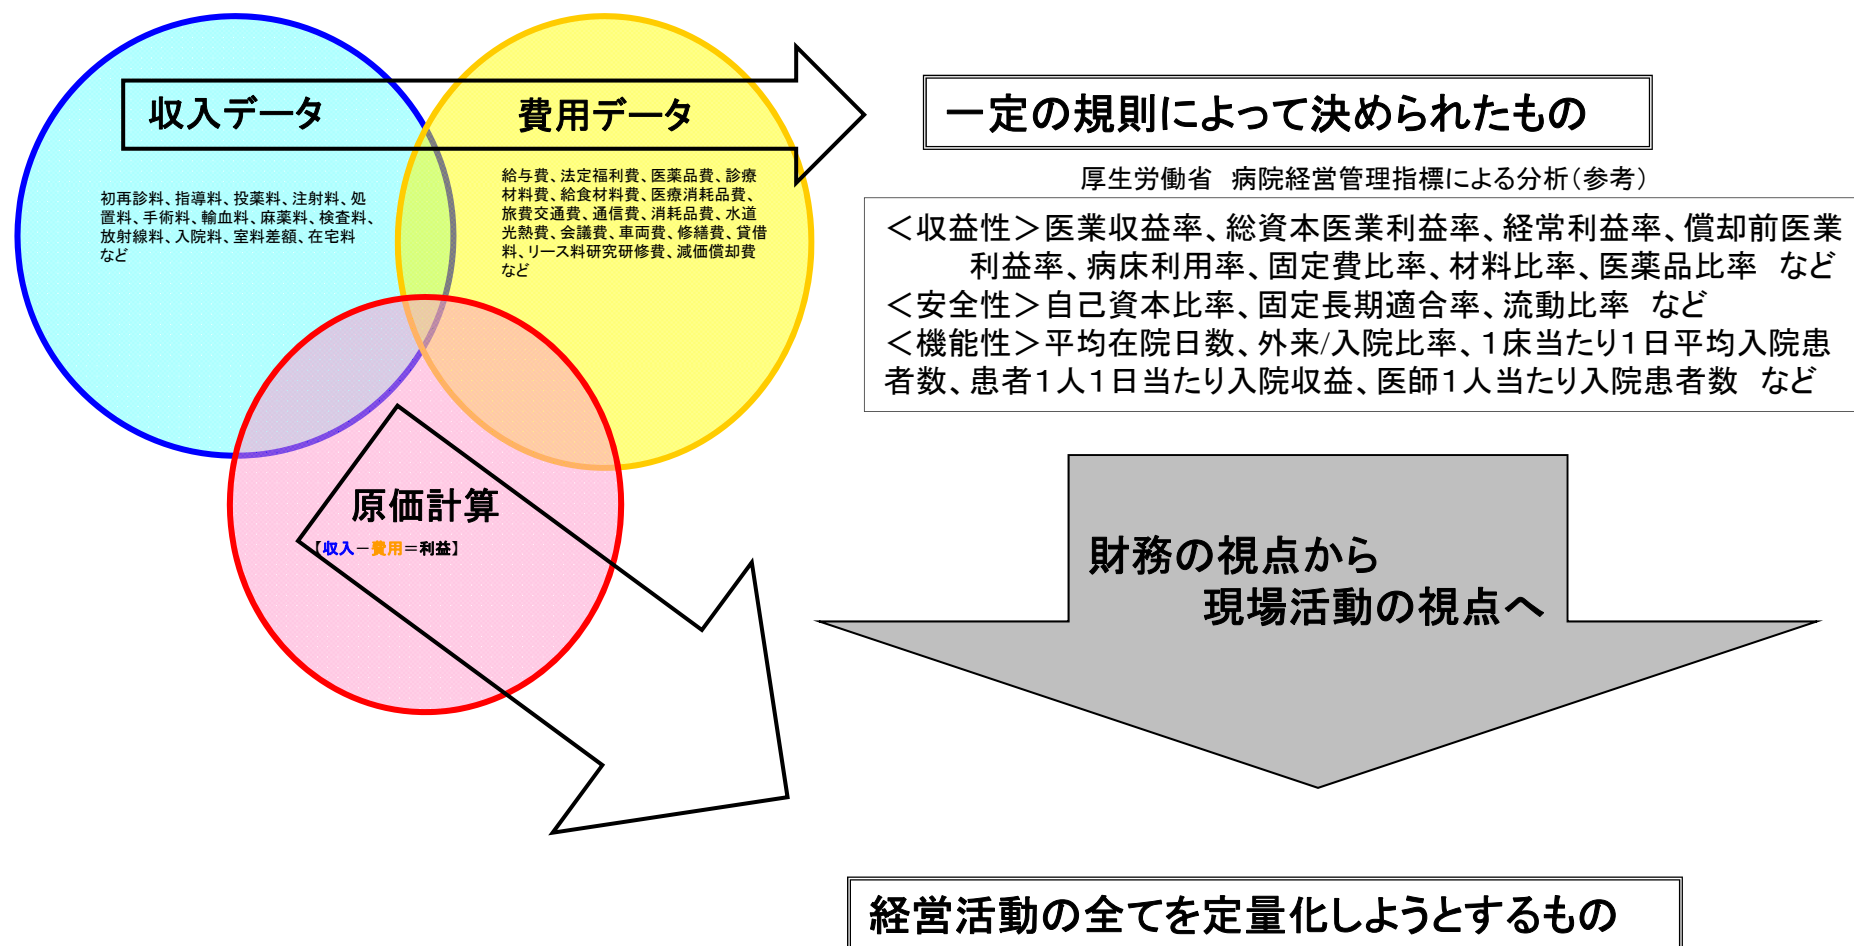 収入データ
費用データ
初再診料、指導料、投薬料、注射料、処
置料、手術料、輸血料、麻薬料、検査料、
放射線料、入院料、室料差額、在宅料
など
給与費、法定福利費、医薬品費、診療
材料費、給食材料費、医療消耗品費、
旅費交通費、通信費、消耗品費、水道
光熱費、会議費、車両費、修繕費、賃借
料、リース料研究研修費、減価償却費
など
原価計算
【収入－費用＝利益】
一定の規則によって決められたもの
厚生労働省　病院経営管理指標による分析（参考）
＜収益性＞医業収益率、総資本医業利益率、経常利益率、償却前医業
利益率、病床利用率、固定費比率、材料比率、医薬品比率　など
＜安全性＞自己資本比率、固定長期適合率、流動比率　など
＜機能性＞平均在院日数、外来/入院比率、１床当たり１日平均入院患
者数、患者１人１日当たり入院収益、医師１人当たり入院患者数　など
財務の視点から
現場活動の視点へ
経営活動の全てを定量化しようとするもの